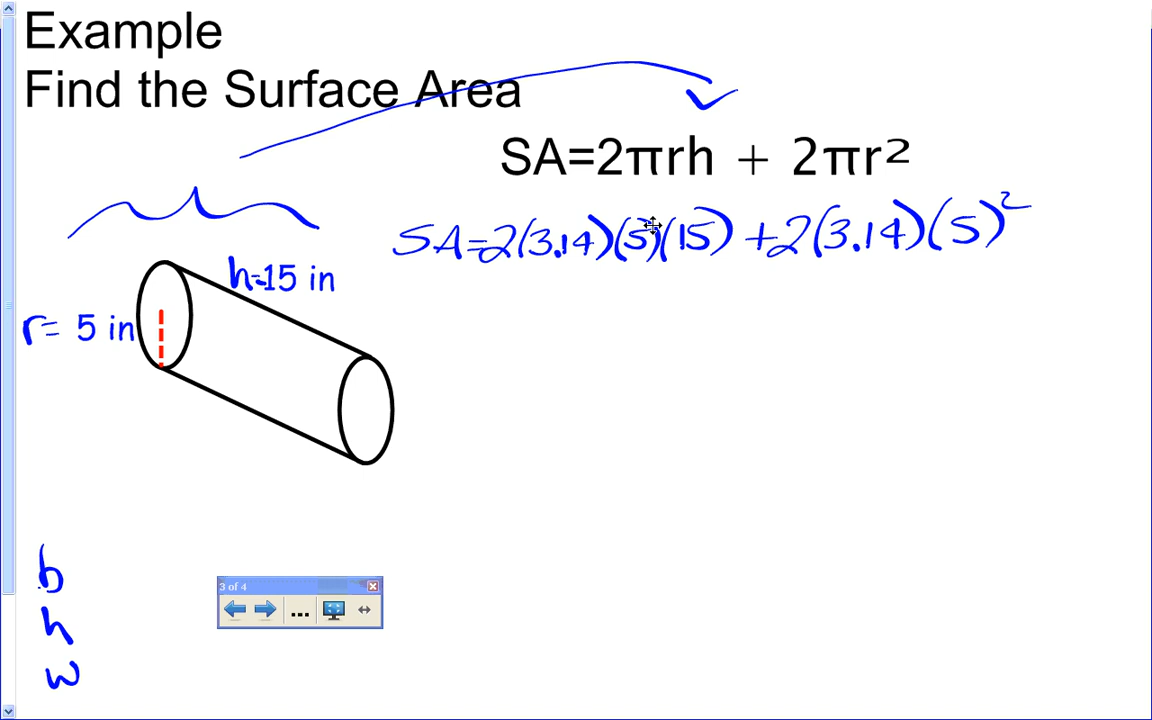 Example
Find the Surface Area
SA=2πrh + 2πr²
SA=2(3.14)(5)(15) +2(3.14)(5)²
h=15 in
r= 5 in
b
h
w
3 of 4
...